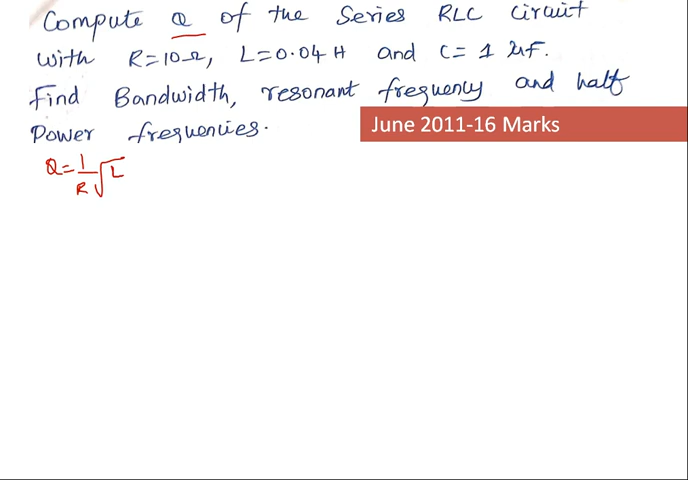 Compute Q of the Series RLC Circuit
with R=10Ω, L=0.04 H and C= 1 μF.
Find Bandwidth, resonant frequency and half
Power frequencies.
June 2011-16 Marks
Q=1/R √L